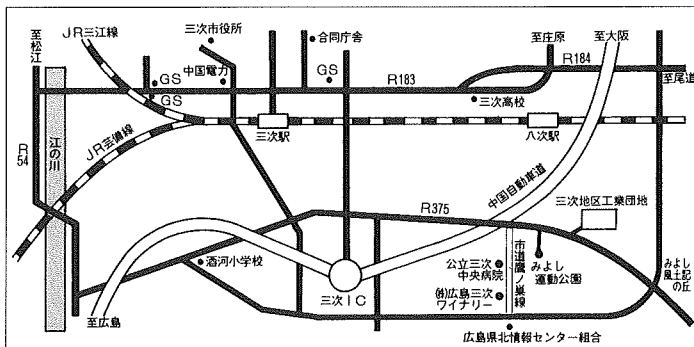 三次市役所
JR三江線
合同庁舎
至松江
至庄原
至大阪
中国電力
GS
R184
GS
R183
至尾道
GS
三次高校
JR芸備線
三次駅
八次駅
R54
江の川
中国自動車道
三次地区工業団地
R375
酒河小学校
公立三次
中央病院
市道鷹ノ巣線
みよし
運動公園
みよし
風土記
の丘
三次IC
㈱広島三次
ワイナリー
至広島
広島県北情報センター組合